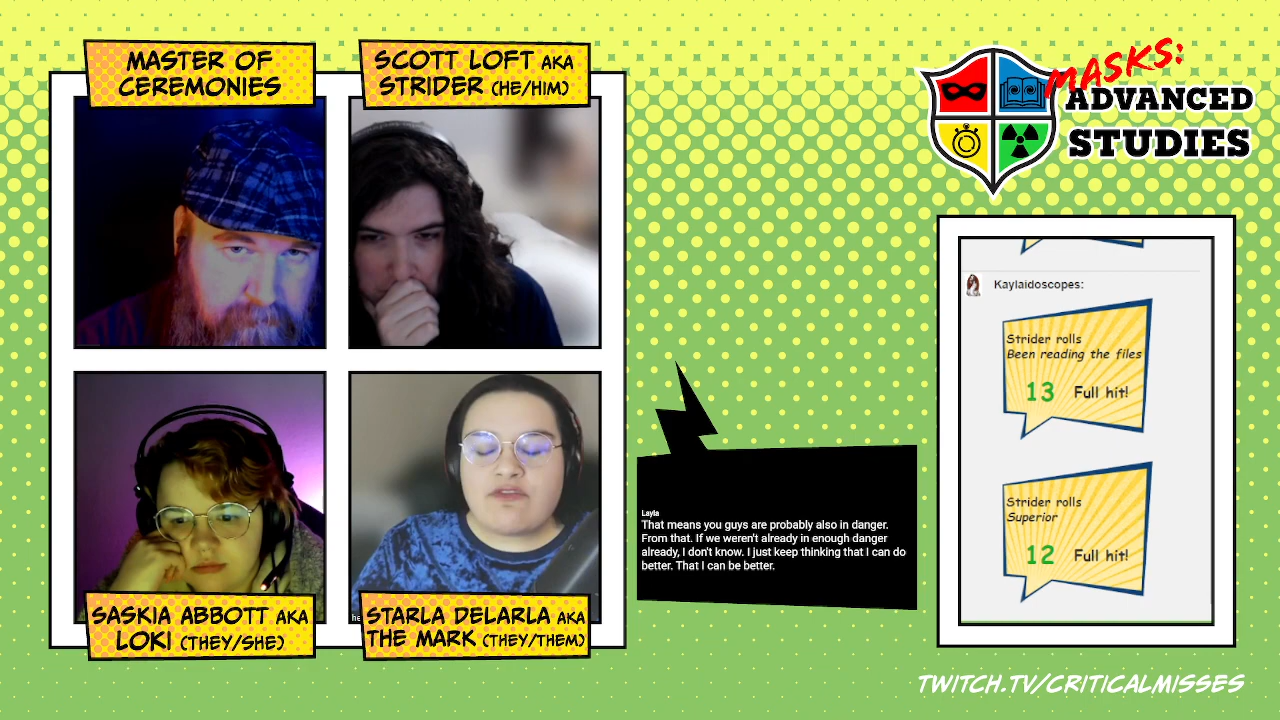 MASTER OF
CEREMONIES
SCOTT LOFT AKA
STRIDER (HE/HIM)
MASKS:
ADVANCED
STUDIES
Kaylaidoscopes:
Strider rolls
Been reading the files
13 Full hit!
Strider rolls
Superior
12 Full hit!
Layla
That means you guys are probably also in danger.
From that. If we weren't already in enough danger
already, I don't know. I just keep thinking that I can do
better. That I can be better.
SASKIA ABBOTT AKA
LOKI (THEY/SHE)
he
STARLA DELARLA AKA
THE MARK (THEY/THEM)
TWITCH.TV/CRITICALMISSES